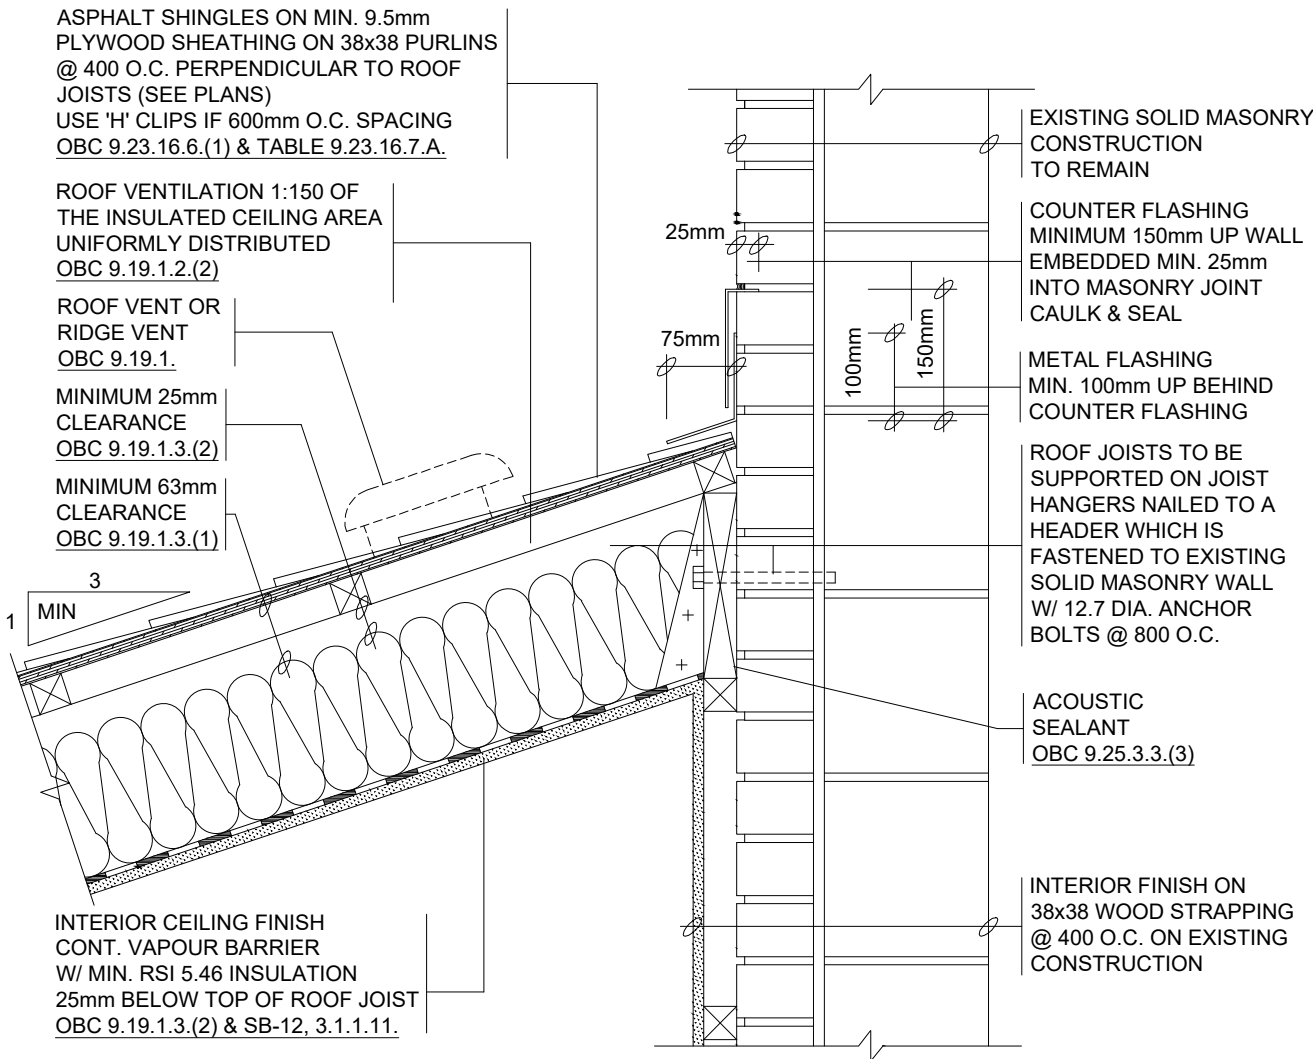 ASPHALT SHINGLES ON MIN. 9.5mm
PLYWOOD SHEATHING ON 38x38 PURLINS
@ 400 O.C. PERPENDICULAR TO ROOF
JOISTS (SEE PLANS)
USE 'H' CLIPS IF 600mm O.C. SPACING
OBC 9.23.16.6.(1) & TABLE 9.23.16.7.A.
ROOF VENTILATION 1:150 OF
THE INSULATED CEILING AREA
UNIFORMLY DISTRIBUTED
OBC 9.19.1.2.(2)
ROOF VENT OR
RIDGE VENT
OBC 9.19.1.
MINIMUM 25mm
CLEARANCE
OBC 9.19.1.3.(2)
MINIMUM 63mm
CLEARANCE
OBC 9.19.1.3.(1)
3
1
MIN
INTERIOR CEILING FINISH
CONT. VAPOUR BARRIER
W/ MIN. RSI 5.46 INSULATION
25mm BELOW TOP OF ROOF JOIST
OBC 9.19.1.3.(2) & SB-12, 3.1.1.11.
25mm
75mm
100mm
150mm
EXISTING SOLID MASONRY
CONSTRUCTION
TO REMAIN
COUNTER FLASHING
MINIMUM 150mm UP WALL
EMBEDDED MIN. 25mm
INTO MASONRY JOINT
CAULK & SEAL
METAL FLASHING
MIN. 100mm UP BEHIND
COUNTER FLASHING
ROOF JOISTS TO BE
SUPPORTED ON JOIST
HANGERS NAILED TO A
HEADER WHICH IS
FASTENED TO EXISTING
SOLID MASONRY WALL
W/ 12.7 DIA. ANCHOR
BOLTS @ 800 O.C.
ACOUSTIC
SEALANT
OBC 9.25.3.3.(3)
INTERIOR FINISH ON
38x38 WOOD STRAPPING
@ 400 O.C. ON EXISTING
CONSTRUCTION